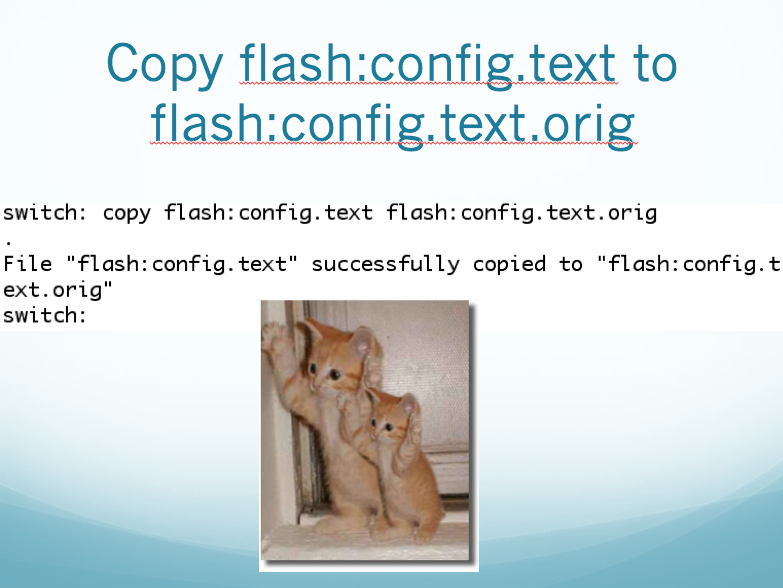 Copy flash:config.text to
flash:config.text.orig
switch: copy flash:config.text flash:config.text.orig
.
File "flash:config.text" successfully copied to "flash:config.t
ext.orig"
switch: